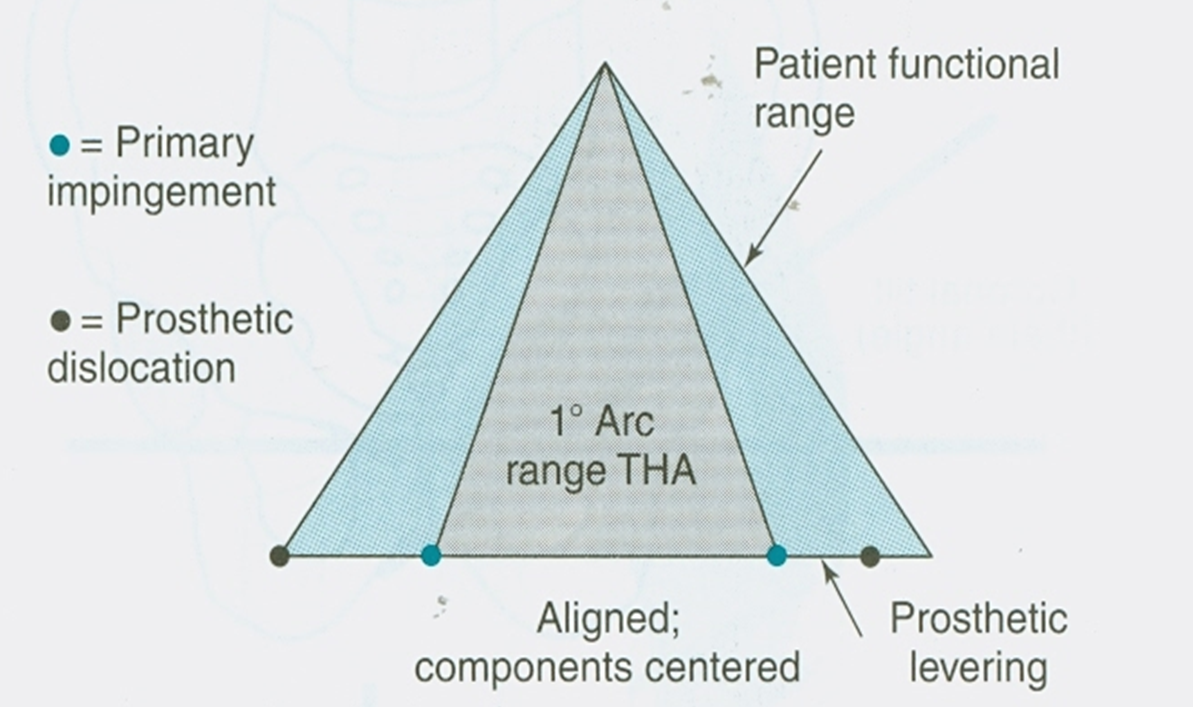 Patient functional
range
● = Primary
impingement
● = Prosthetic
dislocation
1° Arc
range THA
Aligned;
components centered
Prosthetic
levering